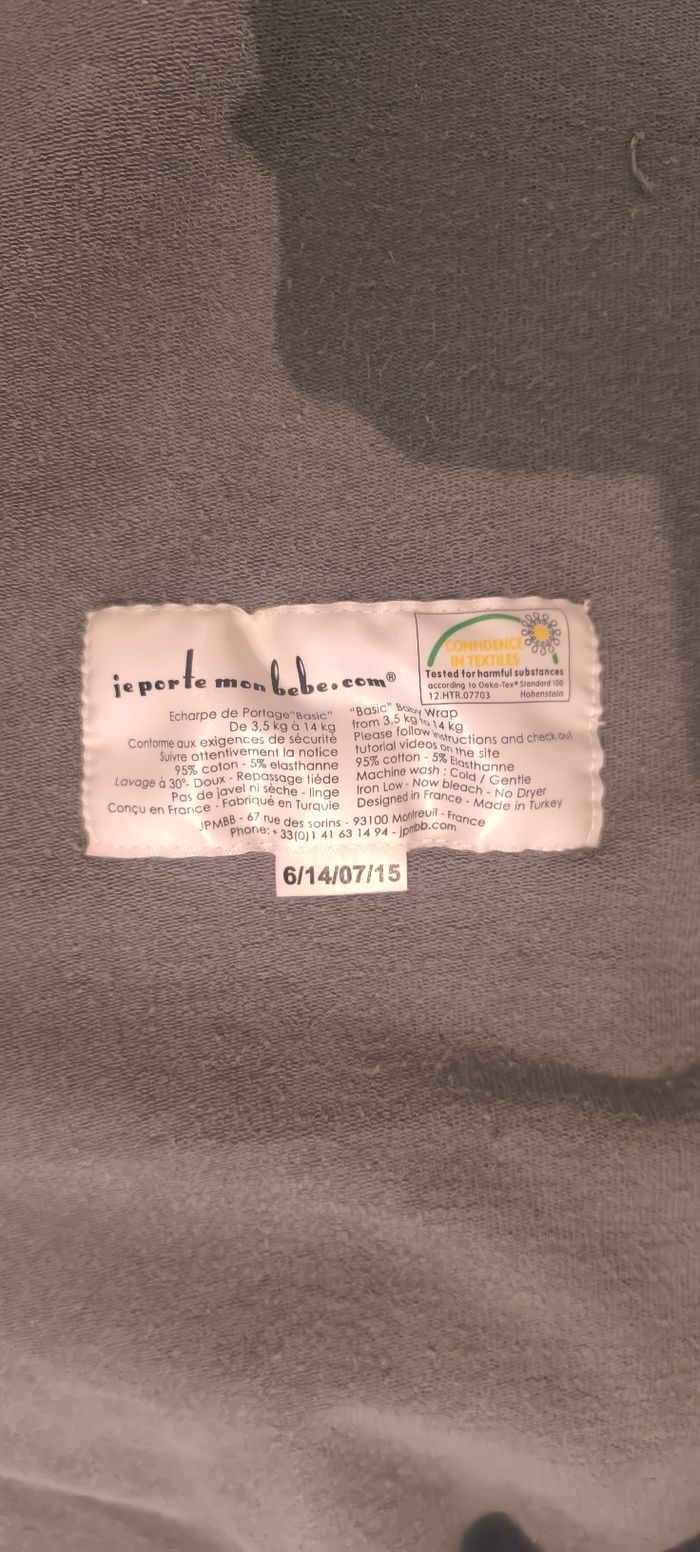 je porte mon bebe.com®
CONFIDENCE
IN TEXTILES
Tested for harmful substances
according to Oeko-Tex® Standard 100
12.HTR.07703 Hohenstein
Echarpe de Portage"Basic"
De 3,5 kg à 14 kg
Conforme aux exigences de sécurité
Suivre attentivement la notice
95% coton - 5% élasthanne
Lavage à 30°- Doux - Repassage tiède
Pas de javel ni sèche - linge
Conçu en France - Fabriqué en Turquie
"Basic" Baby Wrap
from 3,5 kg to 14 kg
Please follow instructions and check out
tutorial videos on the site
95% cotton - 5% Elasthanne
Machine wash : Cold / Gentle
Iron Low - Now bleach - No Dryer
Designed in France - Made in Turkey
JPMBB - 67 rue des sorins - 93100 Montreuil - France
Phone: + 33(0)1 41 63 14 94 - jpmbb.com
6/14/07/15